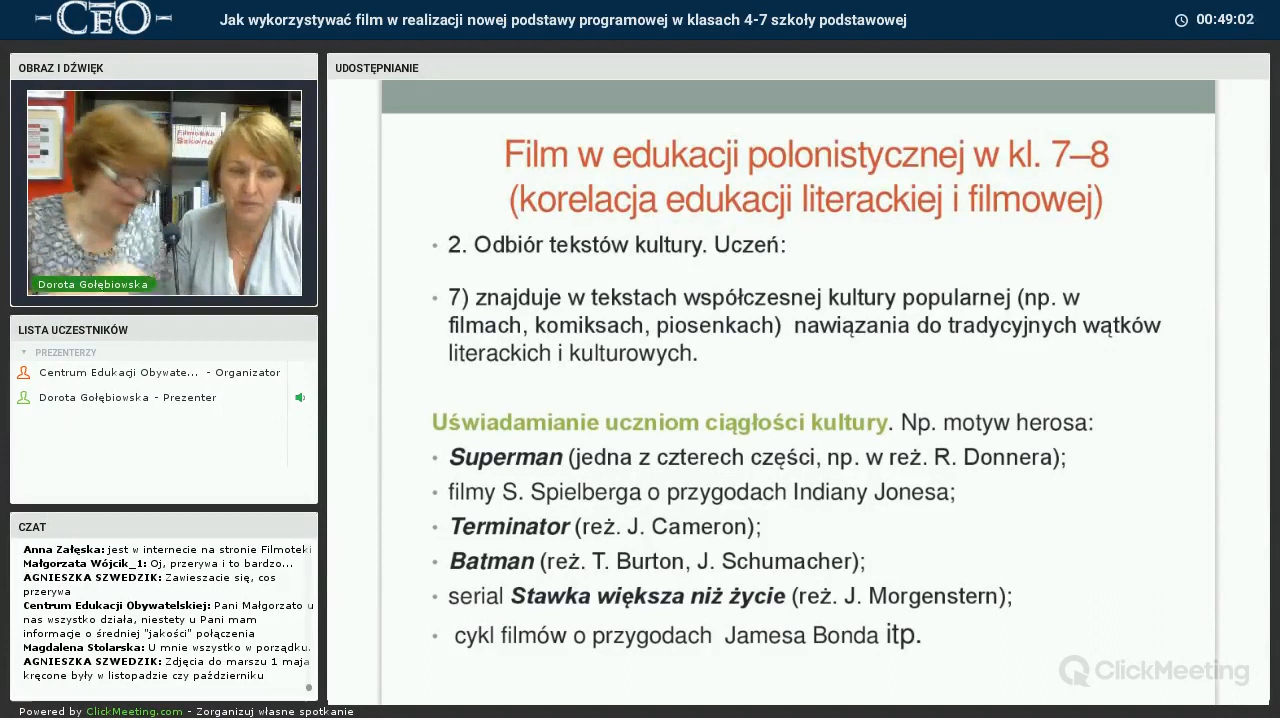 CEO
Jak wykorzystywać film w realizacji nowej podstawy programowej w klasach 4-7 szkoły podstawowej
00:49:02
OBRAZ I DŹWIĘK
Filmoteka
Szkolna
Dorota Gołębiowska
LISTA UCZESTNIKÓW
PREZENTERZY
Centrum Edukacji Obywate... - Organizator
Dorota Gołębiowska - Prezenter
CZAT
Anna Załęska: jest w internecie na stronie Filmoteki
Małgorzata Wójcik_1: Oj, przerywa i to bardzo...
AGNIESZKA SZWEDZIK: Zawieszacie się, cos
przerywa
Centrum Edukacji Obywatelskiej: Pani Małgorzato u
nas wszystko działa, niestety u Pani mam
informacje o średniej "jakości" połączenia
Magdalena Stolarska: U mnie wszystko w porządku.
AGNIESZKA SZWEDZIK: Zdjęcia do marszu 1 maja
kręcone były w listopadzie czy październiku
UDOSTĘPNIANIE
Film w edukacji polonistycznej w kl. 7–8
(korelacja edukacji literackiej i filmowej)
• 2. Odbiór tekstów kultury. Uczeń:
• 7) znajduje w tekstach współczesnej kultury popularnej (np. w
filmach, komiksach, piosenkach) nawiązania do tradycyjnych wątków
literackich i kulturowych.
Uświadamianie uczniom ciągłości kultury. Np. motyw herosa:
• Superman (jedna z czterech części, np. w reż. R. Donnera);
• filmy S. Spielberga o przygodach Indiany Jonesa;
• Terminator (reż. J. Cameron);
• Batman (reż. T. Burton, J. Schumacher);
• serial Stawka większa niż życie (reż. J. Morgenstern);
• cykl filmów o przygodach Jamesa Bonda itp.
ClickMeeting
Powered by ClickMeeting.com - Zorganizuj własne spotkanie